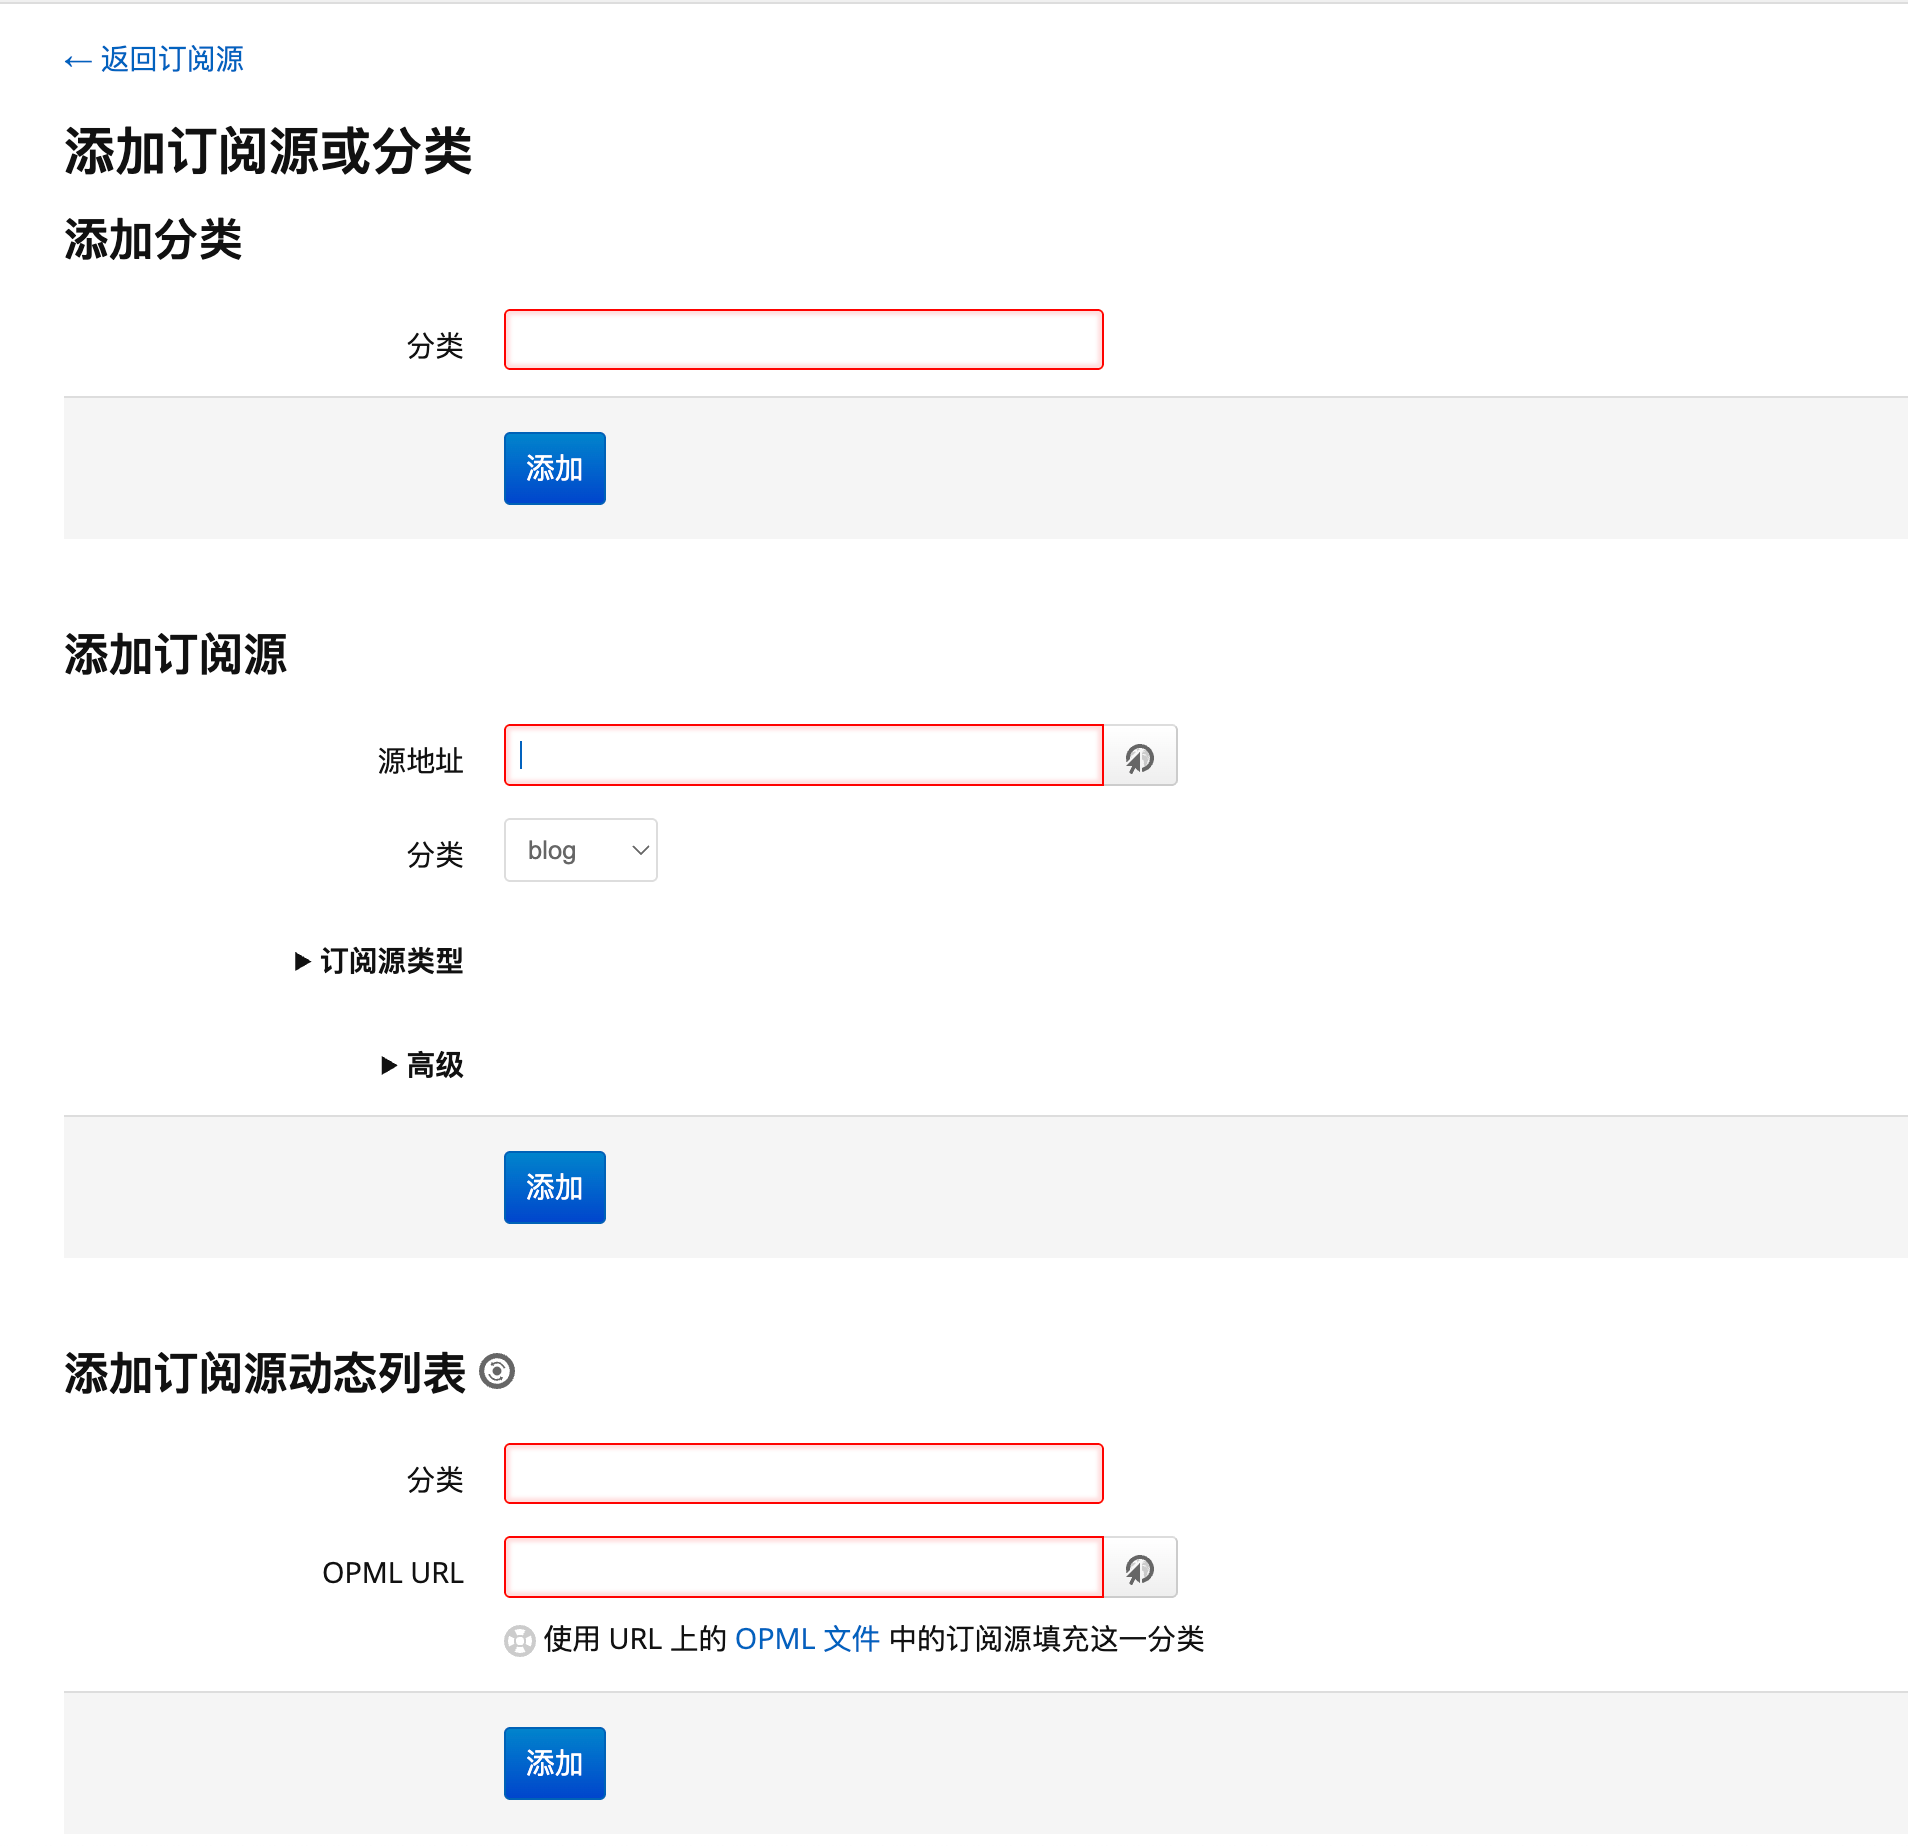 ← 返回订阅源
添加订阅源或分类
添加分类
分类
添加
添加订阅源
源地址
分类 blog
▶ 订阅源类型
▶ 高级
添加
添加订阅源动态列表
分类
OPML URL
使用 URL 上的 OPML 文件 中的订阅源填充这一分类
添加